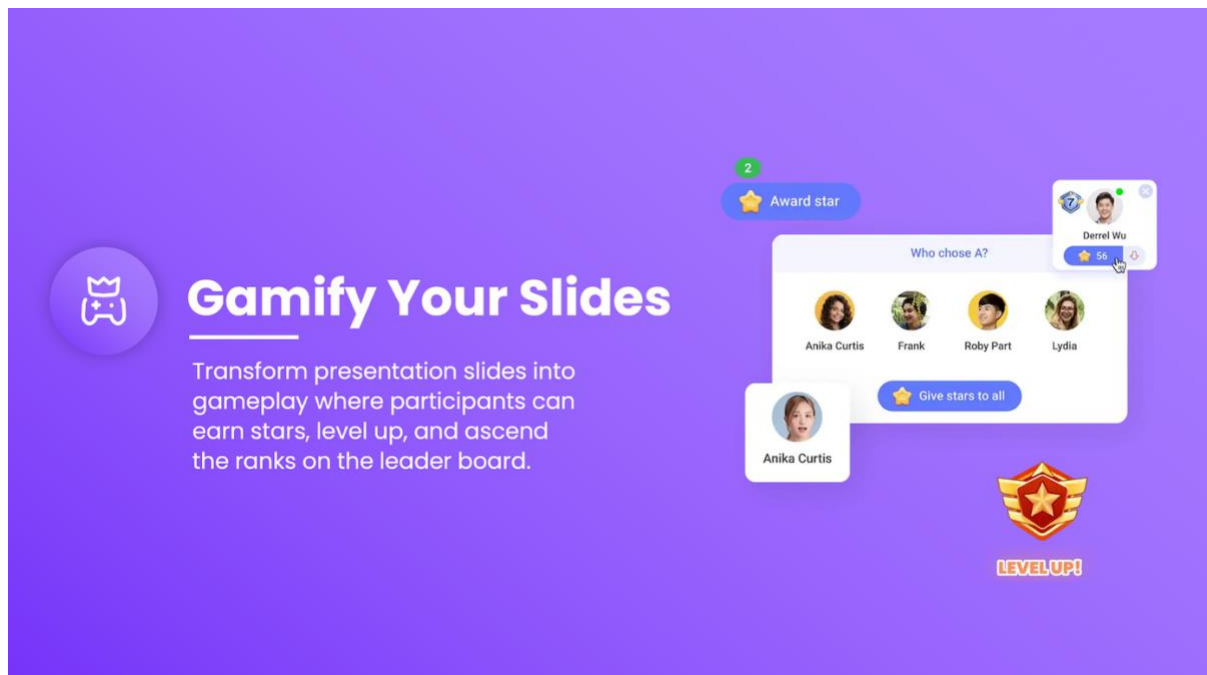 Gamify Your Slides
Transform presentation slides into
gameplay where participants can
earn stars, level up, and ascend
the ranks on the leader board.
2
Award star
7
Derrel Wu
56
Who chose A?
Anika Curtis
Frank
Roby Part
Lydia
Give stars to all
Anika Curtis
LEVEL UP!